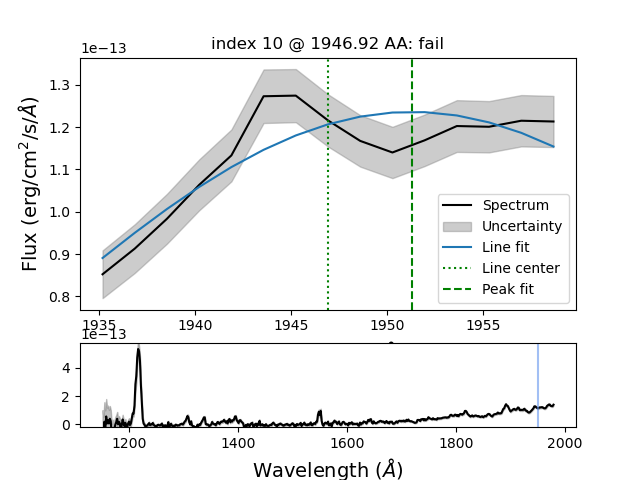 index 10 @ 1946.92 AA: fail
1e−13
1.3
1.2
1.1
1.0
0.9
0.8
Flux (erg/cm²/s/Å)
Spectrum
Uncertainty
Line fit
Line center
Peak fit
1935 1940 1945 1950 1955
1e−13
4
2
0
1200 1400 1600 1800 2000
Wavelength (Å)